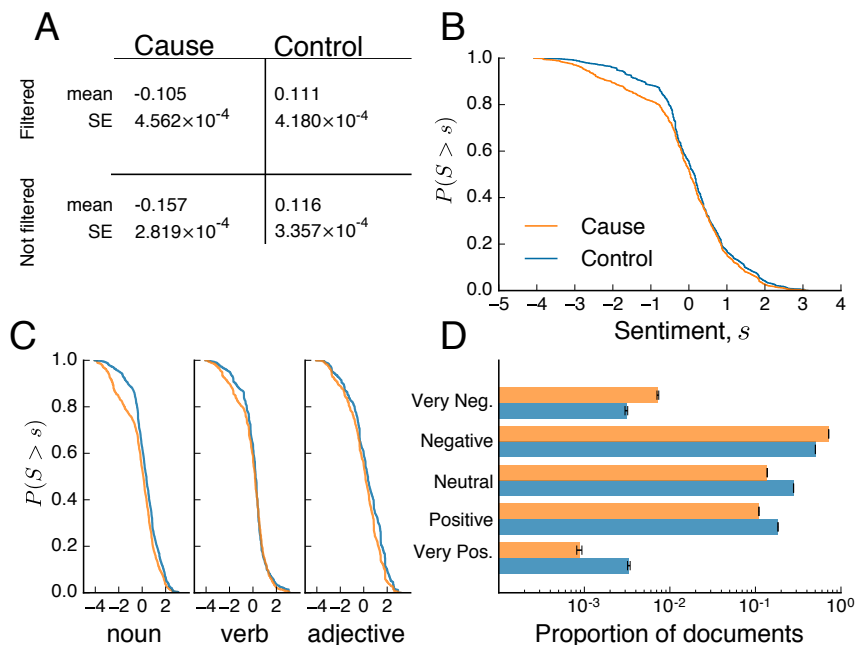 A
Cause Control
Filtered
mean -0.105 0.111
SE 4.562×10⁻⁴ 4.180×10⁻⁴
Not filtered
mean -0.157 0.116
SE 2.819×10⁻⁴ 3.357×10⁻⁴
B
P(S > s)
1.0
0.8
0.6
0.4
0.2
0.0
Cause
Control
−5 −4 −3 −2 −1 0 1 2 3 4
Sentiment, s
C
P(S > s)
1.0
0.8
0.6
0.4
0.2
0.0
−4 −2 0 2 −4 −2 0 2 −4 −2 0 2
noun verb adjective
D
Very Neg.
Negative
Neutral
Positive
Very Pos.
10⁻³ 10⁻² 10⁻¹ 10⁰
Proportion of documents